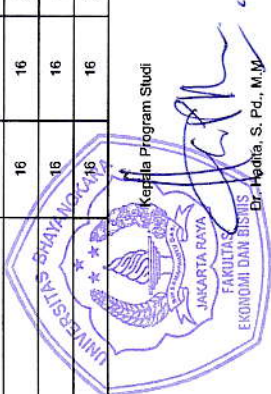 16 16
16 16
16 16
Kepala Program Studi
UNIVERSITAS BHAYANGKARA
JAKARTA RAYA
FAKULTAS
EKONOMI DAN BISNIS
Dr. Hadita, S. Pd., M.M